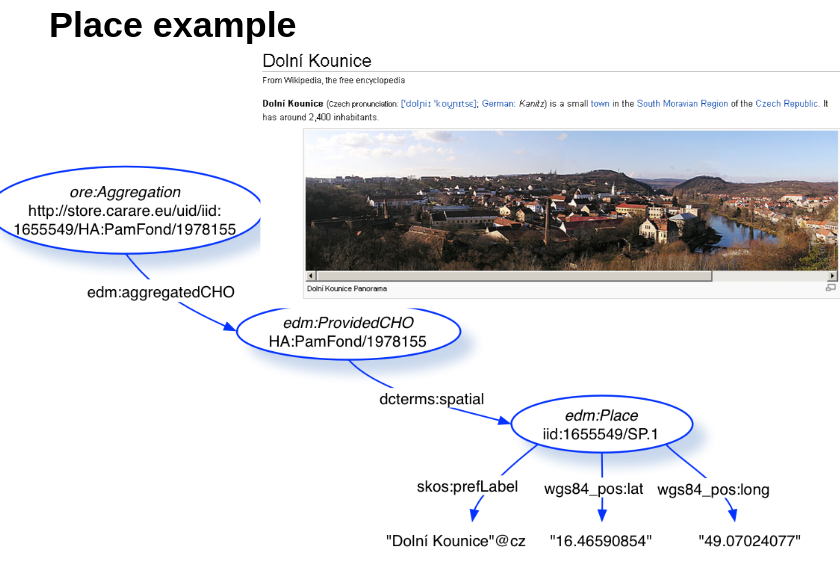 Place example
Dolní Kounice
From Wikipedia, the free encyclopedia
Dolní Kounice (Czech pronunciation: ['dolɲiː 'koʊ̯ɲɪtsɛ]; German: Kanitz) is a small town in the South Moravian Region of the Czech Republic. It
has around 2,400 inhabitants.
Dolní Kounice Panorama
ore:Aggregation
http://store.carare.eu/uid/iid:
1655549/HA:PamFond/1978155
edm:aggregatedCHO
edm:ProvidedCHO
HA:PamFond/1978155
dcterms:spatial
edm:Place
iid:1655549/SP.1
skos:prefLabel wgs84_pos:lat wgs84_pos:long
"Dolní Kounice"@cz "16.46590854" "49.07024077"